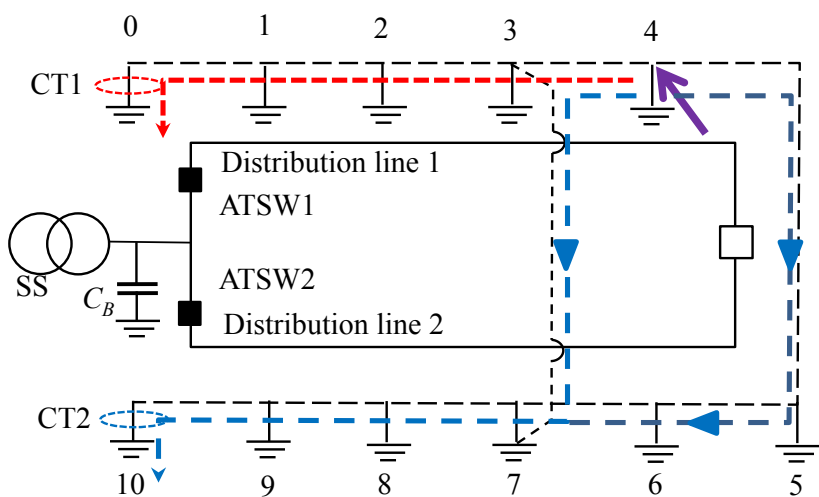 0 1 2 3 4
CT1
Distribution line 1
ATSW1
SS
C_B
ATSW2
Distribution line 2
CT2
10 9 8 7 6 5